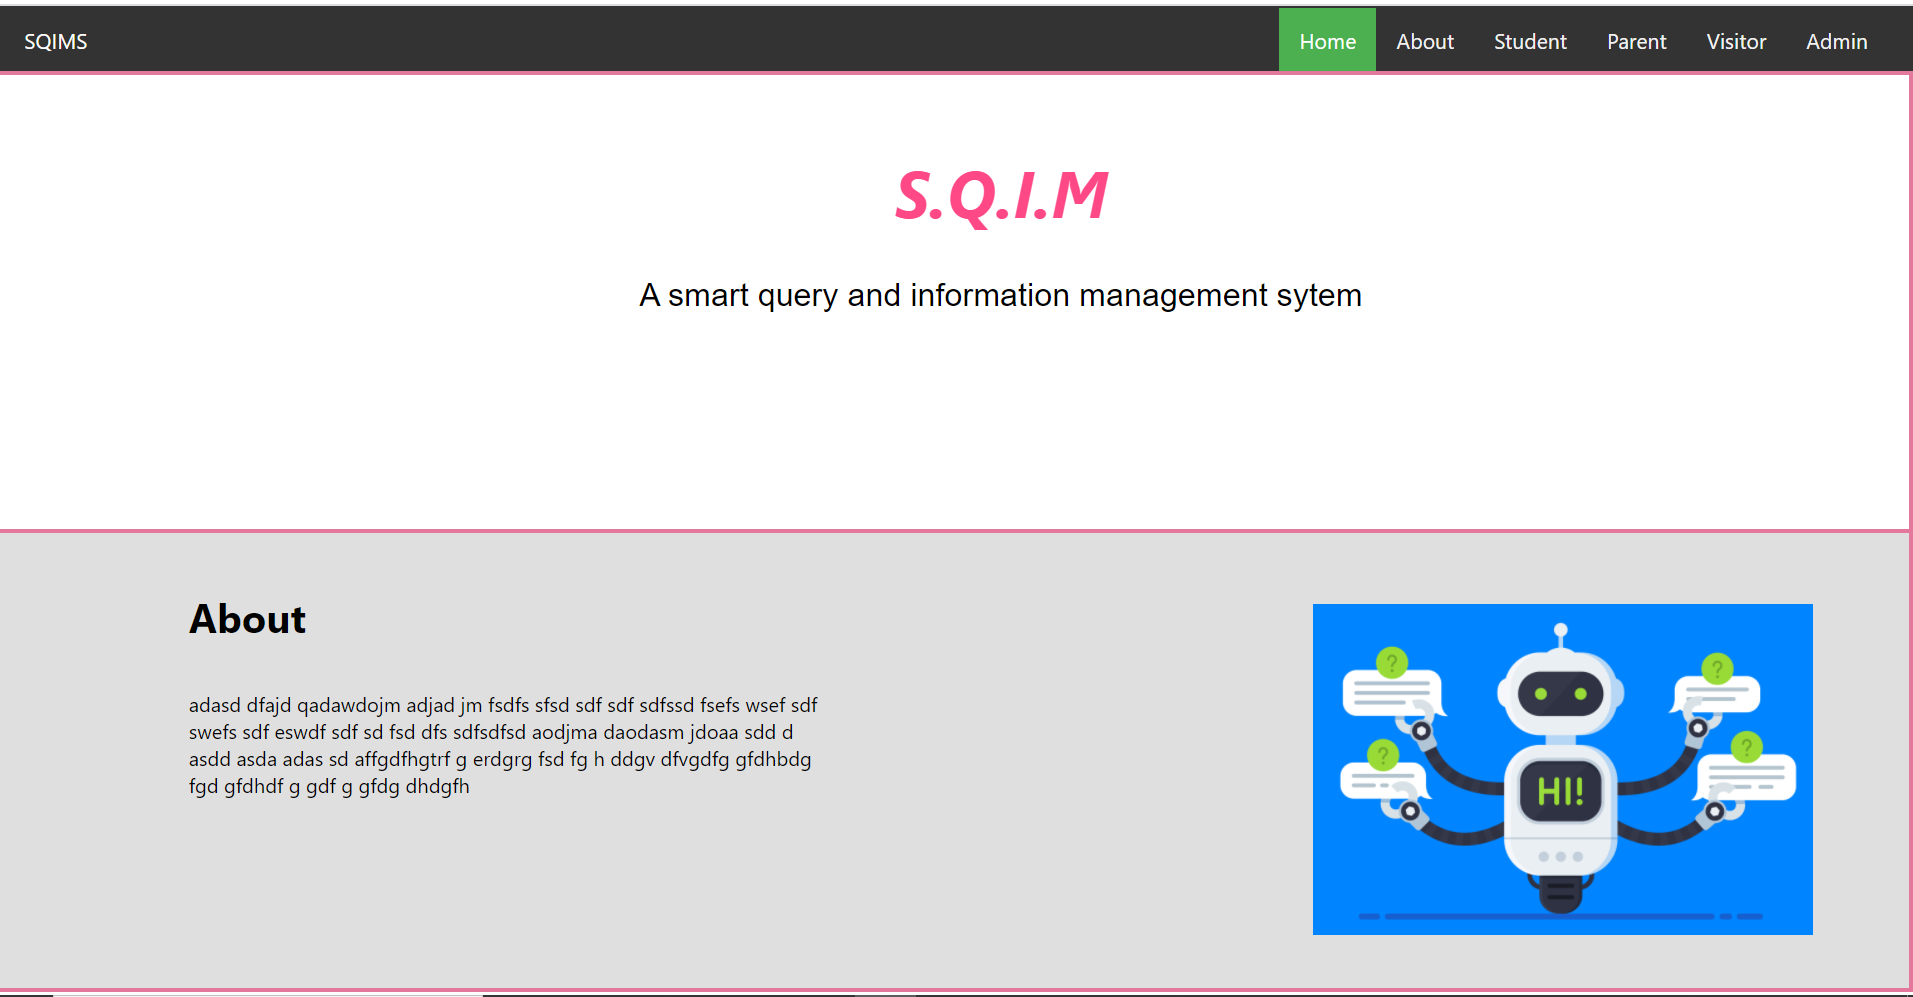 SQIMS
Home About Student Parent Visitor Admin
S.Q.I.M
A smart query and information management sytem
About
adasd dfajd qadawdojm adjad jm fsdfs sfsd sdf sdf sdfssd fsefs wsef sdf
swefs sdf eswdf sdf sd fsd dfs sdfsdfsd aodjma daodasm jdoaa sdd d
asdd asda adas sd affgdfhgtrf g erdgrg fsd fg h ddgv dfvgdfg gfdhbdg
fgd gfdhdf g gdf g gfdg dhdgfh
?
?
?
?
HI!